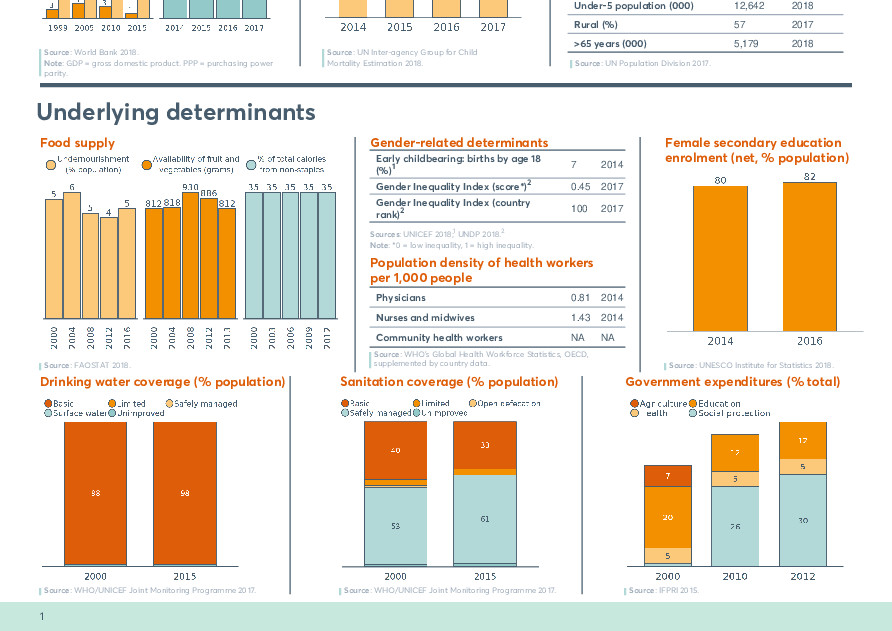 1999 2005 2010 2015
2014 2015 2016 2017
Source: World Bank 2018.
Note: GDP = gross domestic product. PPP = purchasing power
parity.
2014 2015 2016 2017
Source: UN Inter-agency Group for Child
Mortality Estimation 2018.
Under-5 population (000) 12,642 2018
Rural (%) 57 2017
>65 years (000) 5,179 2018
Source: UN Population Division 2017.
Underlying determinants
Food supply
Undernourishment
(% population)
Availability of fruit and
vegetables (grams)
% of total calories
from non-staples
5 6 5 4 5
812 818 930 886 812
35 35 35 35 35
2000 2004 2008 2012 2016
2000 2004 2008 2012
2000 2006 2009 2012
Source: FAOSTAT 2018.
Gender-related determinants
Early childbearing: births by age 18
(%)1 7 2014
Gender Inequality Index (score*)2 0.45 2017
Gender Inequality Index (country
rank)2 100 2017
Sources: UNICEF 2018,1 UNDP 2018.2
Note: *0 = low inequality, 1 = high inequality.
Population density of health workers
per 1,000 people
Physicians 0.81 2014
Nurses and midwives 1.43 2014
Community health workers NA NA
Source: WHO's Global Health Workforce Statistics, OECD,
supplemented by country data.
Female secondary education
enrolment (net, % population)
80 82
2014 2016
Source: UNESCO Institute for Statistics 2018.
Drinking water coverage (% population)
Basic Limited Safely managed
Surface water Unimproved
98
2000 2015
Source: WHO/UNICEF Joint Monitoring Programme 2017.
Sanitation coverage (% population)
Basic Limited Open defecation
Safely managed Unimproved
40
53 61
2000 2015
Source: WHO/UNICEF Joint Monitoring Programme 2017.
Government expenditures (% total)
Agriculture Education
Health Social protection
7 20 5
12 5 26
12 5 30
2000 2010 2012
Source: IFPRI 2015.
1